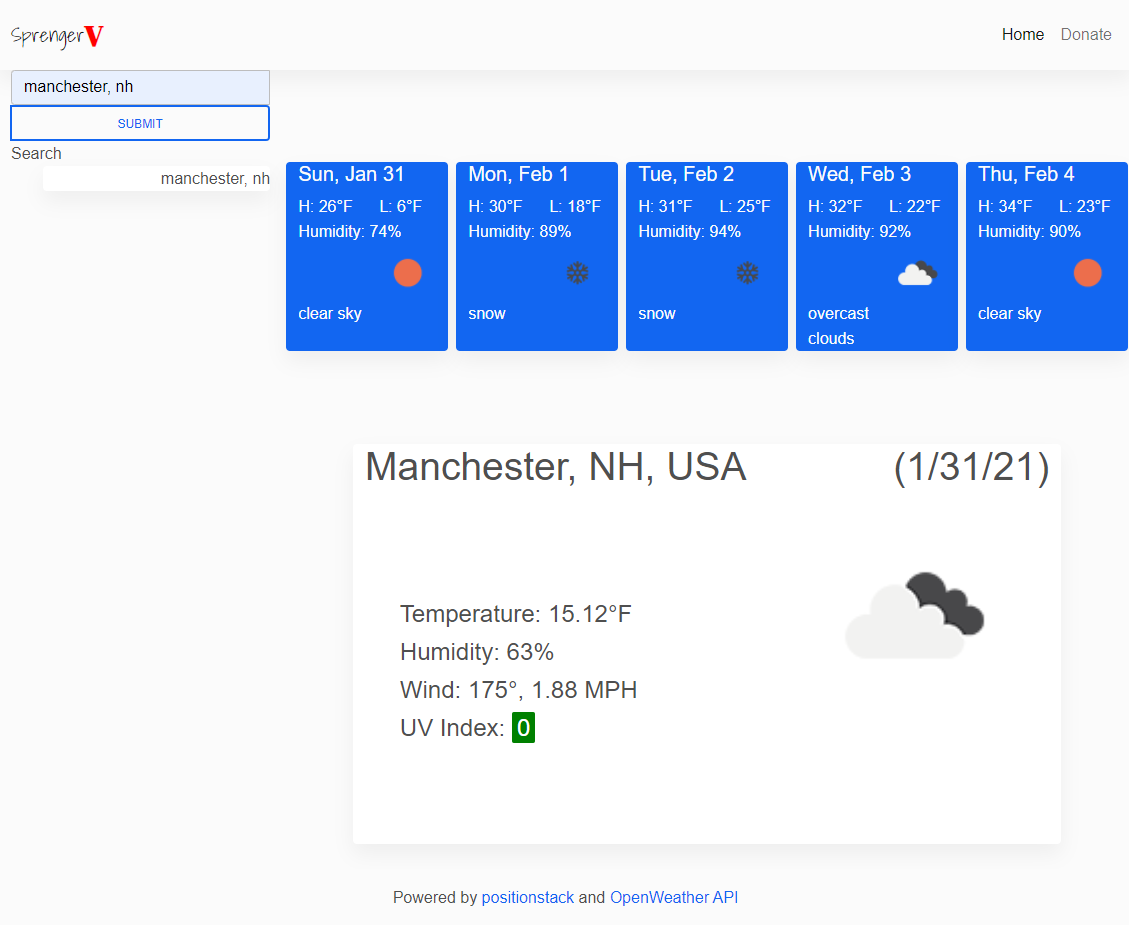 SprengerV
Home Donate
manchester, nh
SUBMIT
Search
manchester, nh
Sun, Jan 31
H: 26°F L: 6°F
Humidity: 74%
clear sky
Mon, Feb 1
H: 30°F L: 18°F
Humidity: 89%
snow
Tue, Feb 2
H: 31°F L: 25°F
Humidity: 94%
snow
Wed, Feb 3
H: 32°F L: 22°F
Humidity: 92%
overcast
clouds
Thu, Feb 4
H: 34°F L: 23°F
Humidity: 90%
clear sky
Manchester, NH, USA (1/31/21)
Temperature: 15.12°F
Humidity: 63%
Wind: 175°, 1.88 MPH
UV Index: 0
Powered by positionstack and OpenWeather API